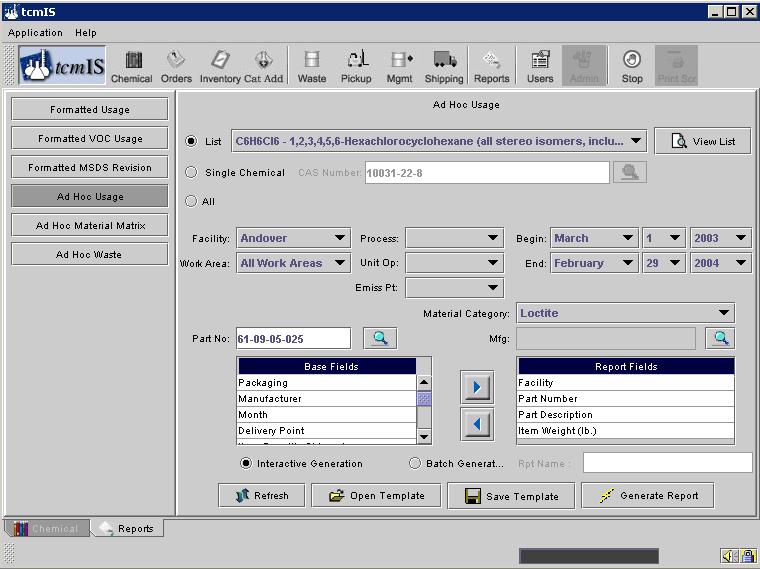 tcmIS
Application Help
tcmIS Chemical Orders Inventory Cat Add Waste Pickup Mgmt Shipping Reports Users Admin Stop Print Scr
Formatted Usage
Formatted VOC Usage
Formatted MSDS Revision
Ad Hoc Usage
Ad Hoc Material Matrix
Ad Hoc Waste
Ad Hoc Usage
List C6H6Cl6 - 1,2,3,4,5,6-Hexachlorocyclohexane (all stereo isomers, inclu... View List
Single Chemical CAS Number: 10031-22-8
All
Facility: Andover Process: Begin: March 1 2003
Work Area: All Work Areas Unit Op: End: February 29 2004
Emiss Pt:
Material Category: Loctite
Part No: 61-09-05-025 Mfg:
Base Fields
Packaging
Manufacturer
Month
Delivery Point
Report Fields
Facility
Part Number
Part Description
Item Weight (lb.)
Interactive Generation Batch Generat... Rpt Name :
Refresh Open Template Save Template Generate Report
Chemical Reports